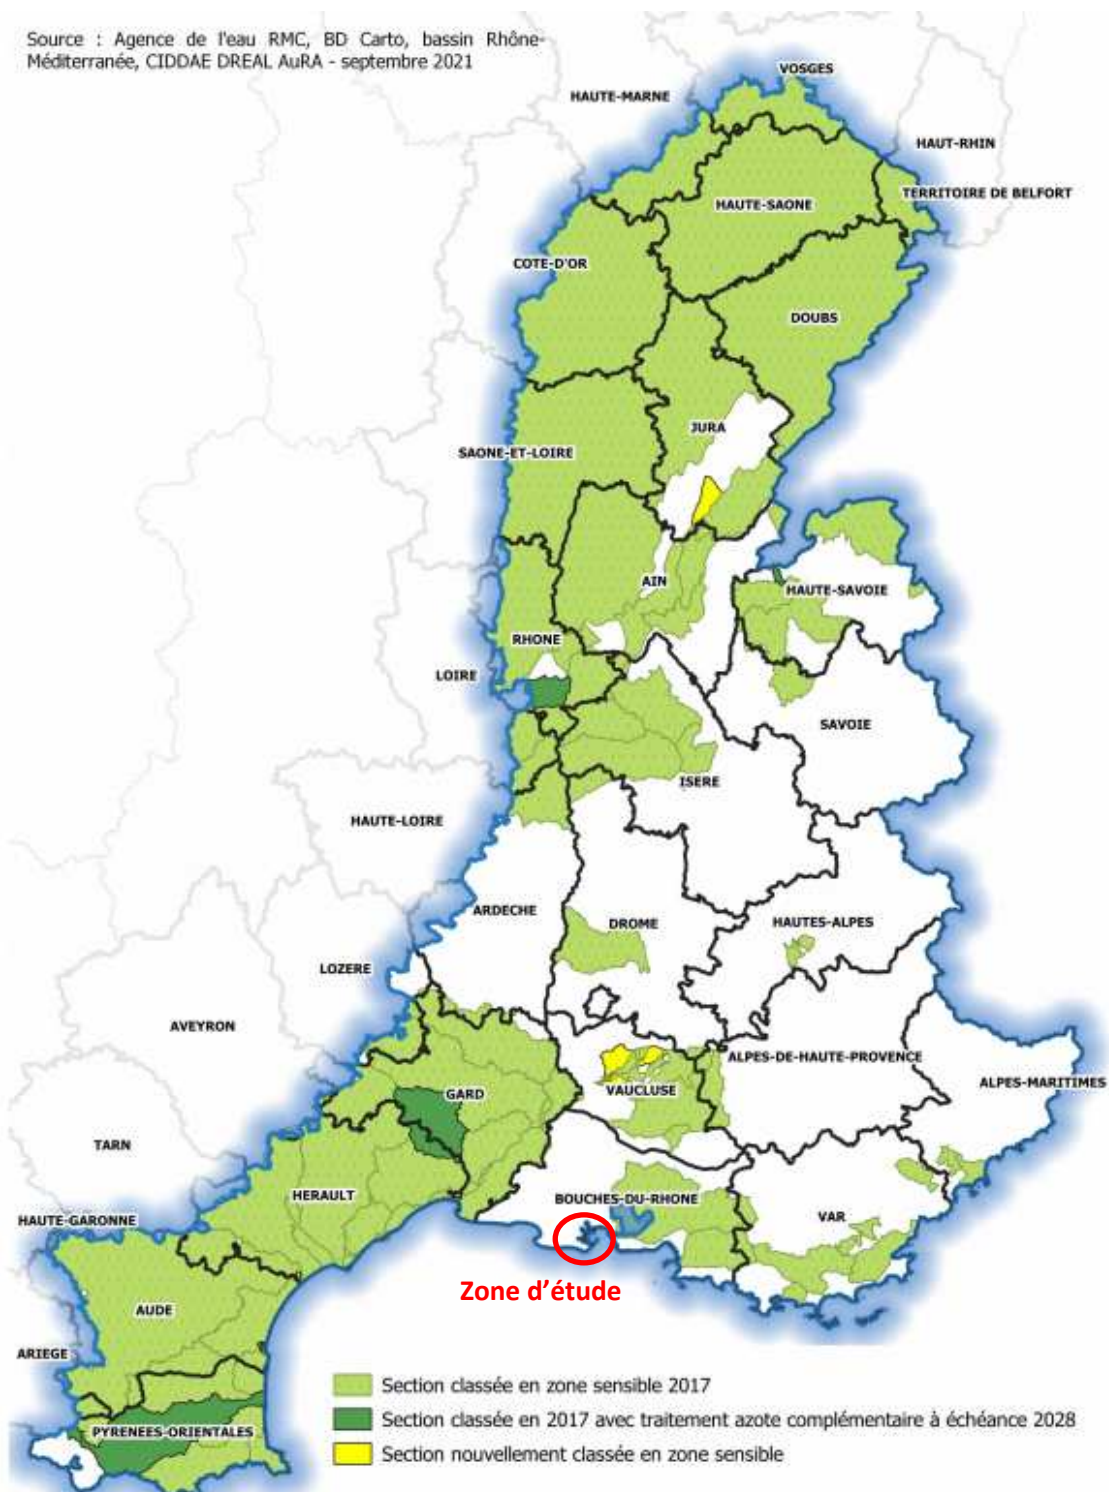 Source : Agence de l'eau RMC, BD Carto, bassin Rhône-
Méditerranée, CIDDAE DREAL AuRA - septembre 2021
VOSGES
HAUTE-MARNE
HAUT-RHIN
TERRITOIRE DE BELFORT
HAUTE-SAONE
COTE-D'OR
DOUBS
JURA
SAONE-ET-LOIRE
AIN
HAUTE-SAVOIE
RHONE
LOIRE
SAVOIE
ISERE
HAUTE-LOIRE
ARDECHE
DROME
HAUTES-ALPES
LOZERE
AVEYRON
ALPES-DE-HAUTE-PROVENCE
ALPES-MARITIMES
GARD
VAUCLUSE
TARN
HERAULT
BOUCHES-DU-RHONE
VAR
HAUTE-GARONNE
Zone d'étude
AUDE
ARIEGE
PYRENEES-ORIENTALES
Section classée en zone sensible 2017
Section classée en 2017 avec traitement azote complémentaire à échéance 2028
Section nouvellement classée en zone sensible